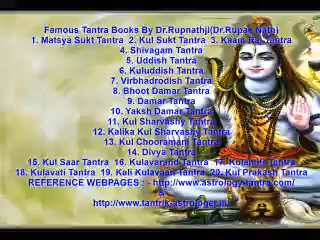 Famous Tantra Books By Dr.Rupnathji(Dr.Rupak Nath)
1. Matsya Sukt Tantra 2. Kul Sukt Tantra 3. Kaam Raj Tantra
4. Shivagam Tantra
5. Uddish Tantra
6. Kuluddish Tantra
7. Virbhadrodish Tantra
8. Bhoot Damar Tantra
9. Damar Tantra
10. Yaksh Damar Tantra
11. Kul Sharvashy Tantra
12. Kalika Kul Sharvashy Tantra
13. Kul Chooramani Tantra
14. Divya Tantra
15. Kul Saar Tantra 16. Kulavarand Tantra 17. Kulamrit Tantra
18. Kulavati Tantra 19. Kali Kulavaan Tantra 20. Kul Prakash Tantra
REFERENCE WEBPAGES : - http://www.astrology-tantra.com/
&
http://www.tantrik-astrologer.in/